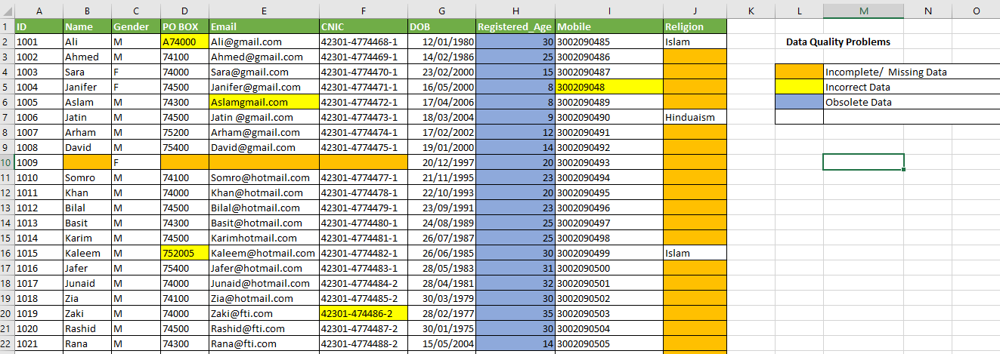 A B C D E F G H I J K L M N O
1 ID Name Gender PO BOX Email CNIC DOB Registered_Age Mobile Religion
2 1001 Ali M A74000 Ali@gmail.com 42301-4774468-1 12/01/1980 30 3002090485 Islam Data Quality Problems
3 1002 Ahmed M 74100 Ahmed@gmail.com 42301-4774469-1 14/02/1986 25 3002090486
4 1003 Sara F 74000 Sara@gmail.com 42301-4774470-1 23/02/2000 15 3002090487 Incomplete/ Missing Data
5 1004 Janifer F 74500 Janifer@gmail.com 42301-4774471-1 16/05/2000 8 300209048 Incorrect Data
6 1005 Aslam M 74300 Aslamgmail.com 42301-4774472-1 17/04/2006 8 3002090489 Obsolete Data
7 1006 Jatin M 74500 Jatin @gmail.com 42301-4774473-1 18/03/2004 9 3002090490 Hinduaism
8 1007 Arham M 75200 Arham@gmail.com 42301-4774474-1 17/02/2002 12 3002090491
9 1008 David M 75400 David@gmail.com 42301-4774475-1 19/01/2000 14 3002090492
10 1009 F 20/12/1997 20 3002090493
11 1010 Somro M 74100 Somro@hotmail.com 42301-4774477-1 21/11/1995 23 3002090494
12 1011 Khan M 74000 Khan@hotmail.com 42301-4774478-1 22/10/1993 20 3002090495
13 1012 Bilal M 74500 Bilal@hotmail.com 42301-4774479-1 23/09/1991 23 3002090496
14 1013 Basit M 74300 Basit@hotmail.com 42301-4774480-1 24/08/1989 25 3002090497
15 1014 Karim M 74500 Karimhotmail.com 42301-4774481-1 26/07/1987 25 3002090498
16 1015 Kaleem M 752005 Kaleem@hotmail.com 42301-4774482-1 26/06/1985 30 3002090499 Islam
17 1016 Jafer M 75400 Jafer@hotmail.com 42301-4774483-1 28/05/1983 31 3002090500
18 1017 Junaid M 74000 Junaid@hotmail.com 42301-4774484-2 28/04/1981 32 3002090501
19 1018 Zia M 74100 Zia@hotmail.com 42301-4774485-2 30/03/1979 30 3002090502
20 1019 Zaki M 74000 Zaki@fti.com 42301-474486-2 28/02/1977 35 3002090503
21 1020 Rashid M 74500 Rashid@fti.com 42301-4774487-2 30/01/1975 30 3002090504
22 1021 Rana M 74300 Rana@fti.com 42301-4774488-2 15/05/2004 14 3002090505